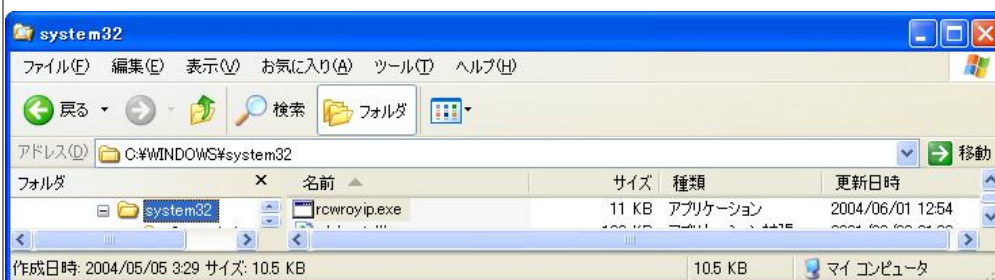 system32
ファイル(F) 編集(E) 表示(V) お気に入り(A) ツール(T) ヘルプ(H)
戻る 検索 フォルダ
アドレス(D) C:¥WINDOWS¥system32 移動
フォルダ × 名前 サイズ 種類 更新日時
system32 rcwroyip.exe 11 KB アプリケーション 2004/06/01 12:54
作成日時: 2004/05/05 3:29 サイズ: 10.5 KB 10.5 KB マイ コンピュータ